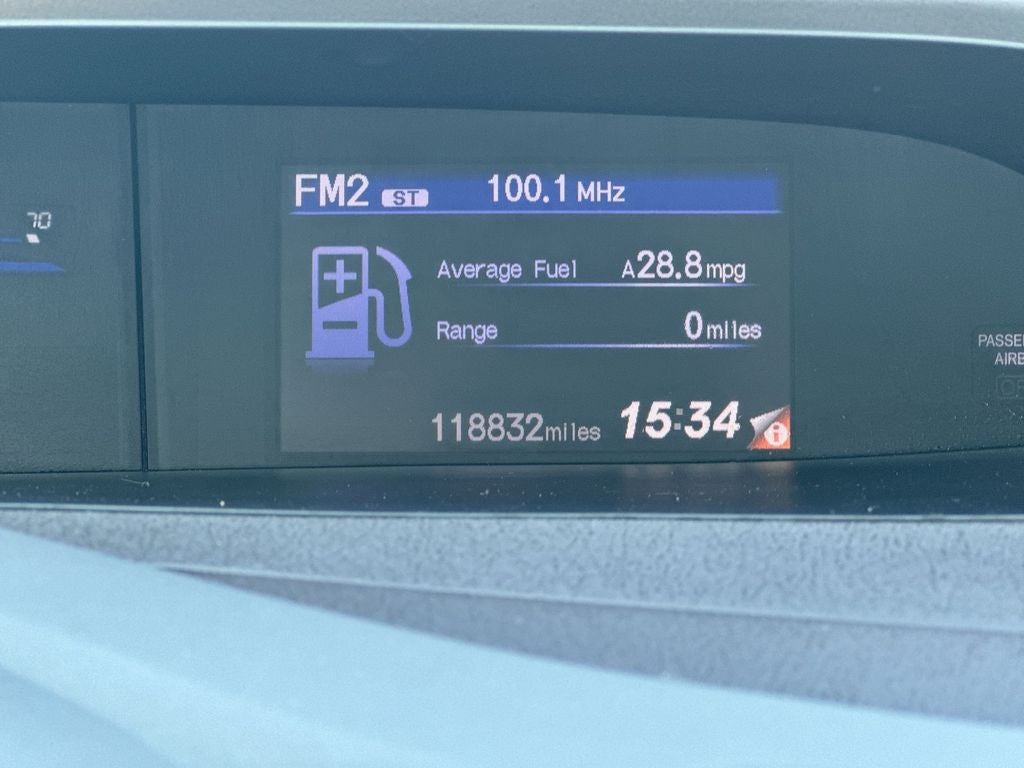 FM2 ST 100.1 MHz
70
Average Fuel A28.8mpg
Range 0miles
118832miles 15:34 i